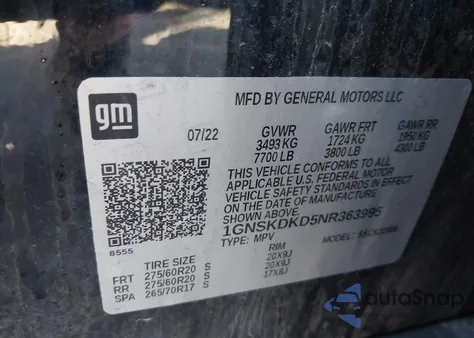 MFD BY GENERAL MOTORS LLC
gm
07/22 GVWR GAWR FRT GAWR RR
3493 KG 1724 KG 1950 KG
7700 LB 3800 LB 4300 LB
THIS VEHICLE CONFORMS TO ALL
APPLICABLE U.S. FEDERAL MOTOR
VEHICLE SAFETY STANDARDS IN EFFECT
ON THE DATE OF MANUFACTURE SHOWN ABOVE.
1GNSKDKD5NR363995
TYPE: MPV MODEL:
8555
TIRE SIZE RIM
FRT 275/60R20 S 20X9J
RR 275/60R20 S 20X9J
SPA 265/70R17 S 17X8J
autoSnap